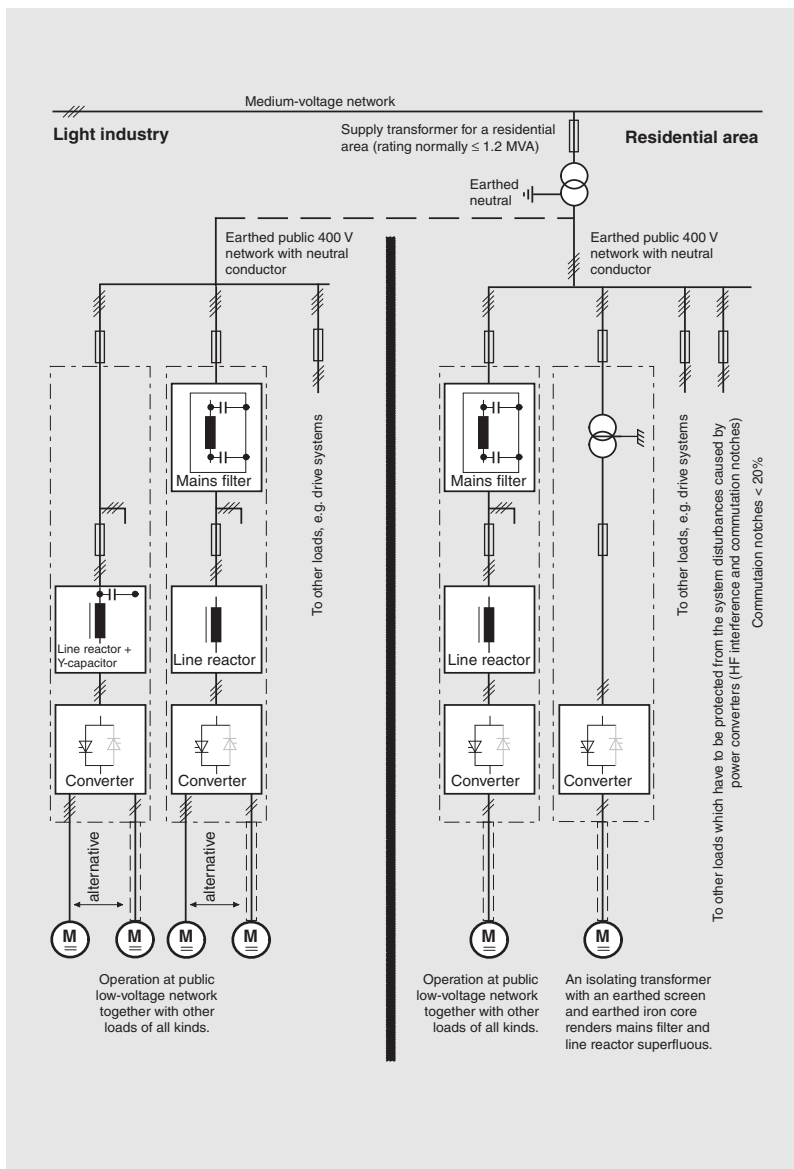 Medium-voltage network
Light industry
Supply transformer for a residential
area (rating normally ≤ 1.2 MVA)
Residential area
Earthed
neutral
Earthed public 400 V
network with neutral
conductor
Earthed public 400 V
network with neutral
conductor
Mains filter
Line reactor +
Y-capacitor
Line reactor
Converter
Converter
To other loads, e.g. drive systems
alternative
alternative
M
M
M
M
Operation at public
low-voltage network
together with other
loads of all kinds.
Mains filter
Line reactor
Converter
Converter
To other loads, e.g. drive systems
To other loads which have to be protected from the system disturbances caused by
power converters (HF interference and commutation notches)
Commutaion notches < 20%
M
M
Operation at public
low-voltage network
together with other
loads of all kinds.
An isolating transformer
with an earthed screen
and earthed iron core
renders mains filter and
line reactor superfluous.